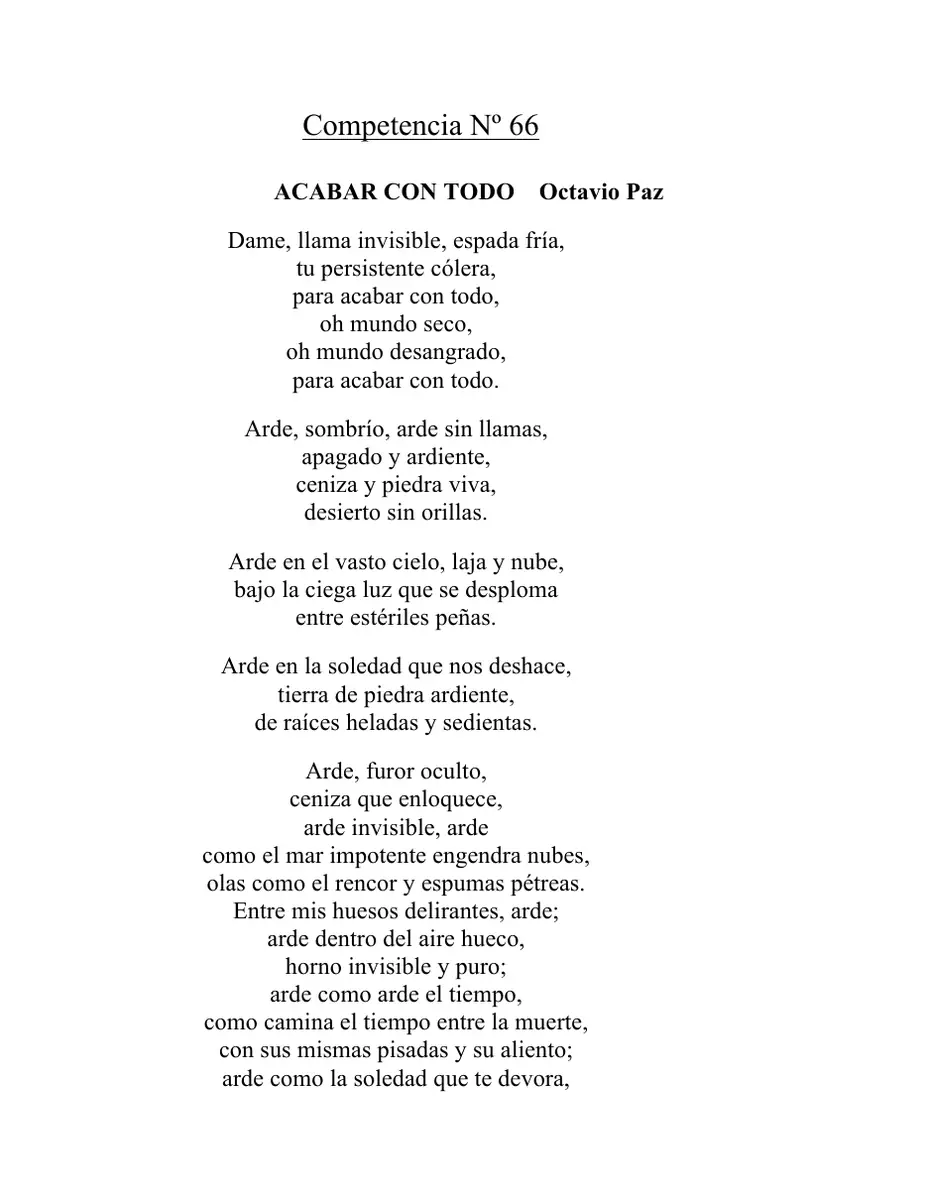 Competencia Nº 66
ACABAR CON TODO Octavio Paz
Dame, llama invisible, espada fría,
tu persistente cólera,
para acabar con todo,
oh mundo seco,
oh mundo desangrado,
para acabar con todo.
Arde, sombrío, arde sin llamas,
apagado y ardiente,
ceniza y piedra viva,
desierto sin orillas.
Arde en el vasto cielo, laja y nube,
bajo la ciega luz que se desploma
entre estériles peñas.
Arde en la soledad que nos deshace,
tierra de piedra ardiente,
de raíces heladas y sedientas.
Arde, furor oculto,
ceniza que enloquece,
arde invisible, arde
como el mar impotente engendra nubes,
olas como el rencor y espumas pétreas.
Entre mis huesos delirantes, arde;
arde dentro del aire hueco,
horno invisible y puro;
arde como arde el tiempo,
como camina el tiempo entre la muerte,
con sus mismas pisadas y su aliento;
arde como la soledad que te devora,